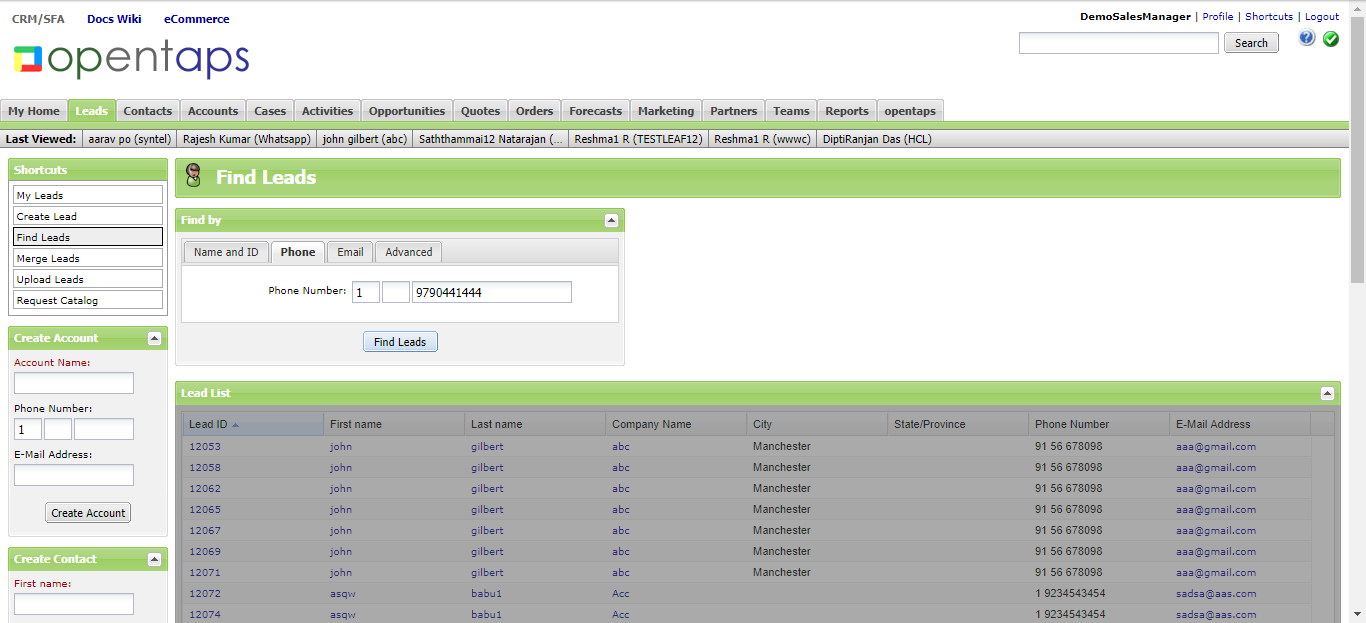 CRM/SFA Docs Wiki eCommerce
DemoSalesManager | Profile | Shortcuts | Logout
opentaps
Search
My Home Leads Contacts Accounts Cases Activities Opportunities Quotes Orders Forecasts Marketing Partners Teams Reports opentaps
Last Viewed: aarav po (syntel) Rajesh Kumar (Whatsapp) john gilbert (abc) Saththammai12 Natarajan (... Reshma1 R (TESTLEAF12) Reshma1 R (wwwc) DiptiRanjan Das (HCL)
Shortcuts
My Leads
Create Lead
Find Leads
Merge Leads
Upload Leads
Request Catalog
Create Account
Account Name:
Phone Number:
1
E-Mail Address:
Create Account
Create Contact
First name:
Find Leads
Find by
Name and ID Phone Email Advanced
Phone Number: 1 9790441444
Find Leads
Lead List
Lead ID First name Last name Company Name City State/Province Phone Number E-Mail Address
12053 john gilbert abc Manchester 91 56 678098 aaa@gmail.com
12058 john gilbert abc Manchester 91 56 678098 aaa@gmail.com
12062 john gilbert abc Manchester 91 56 678098 aaa@gmail.com
12065 john gilbert abc Manchester 91 56 678098 aaa@gmail.com
12067 john gilbert abc Manchester 91 56 678098 aaa@gmail.com
12069 john gilbert abc Manchester 91 56 678098 aaa@gmail.com
12071 john gilbert abc Manchester 91 56 678098 aaa@gmail.com
12072 asqw babu1 Acc 1 9234543454 sadsa@aas.com
12074 asqw babu1 Acc 1 9234543454 sadsa@aas.com